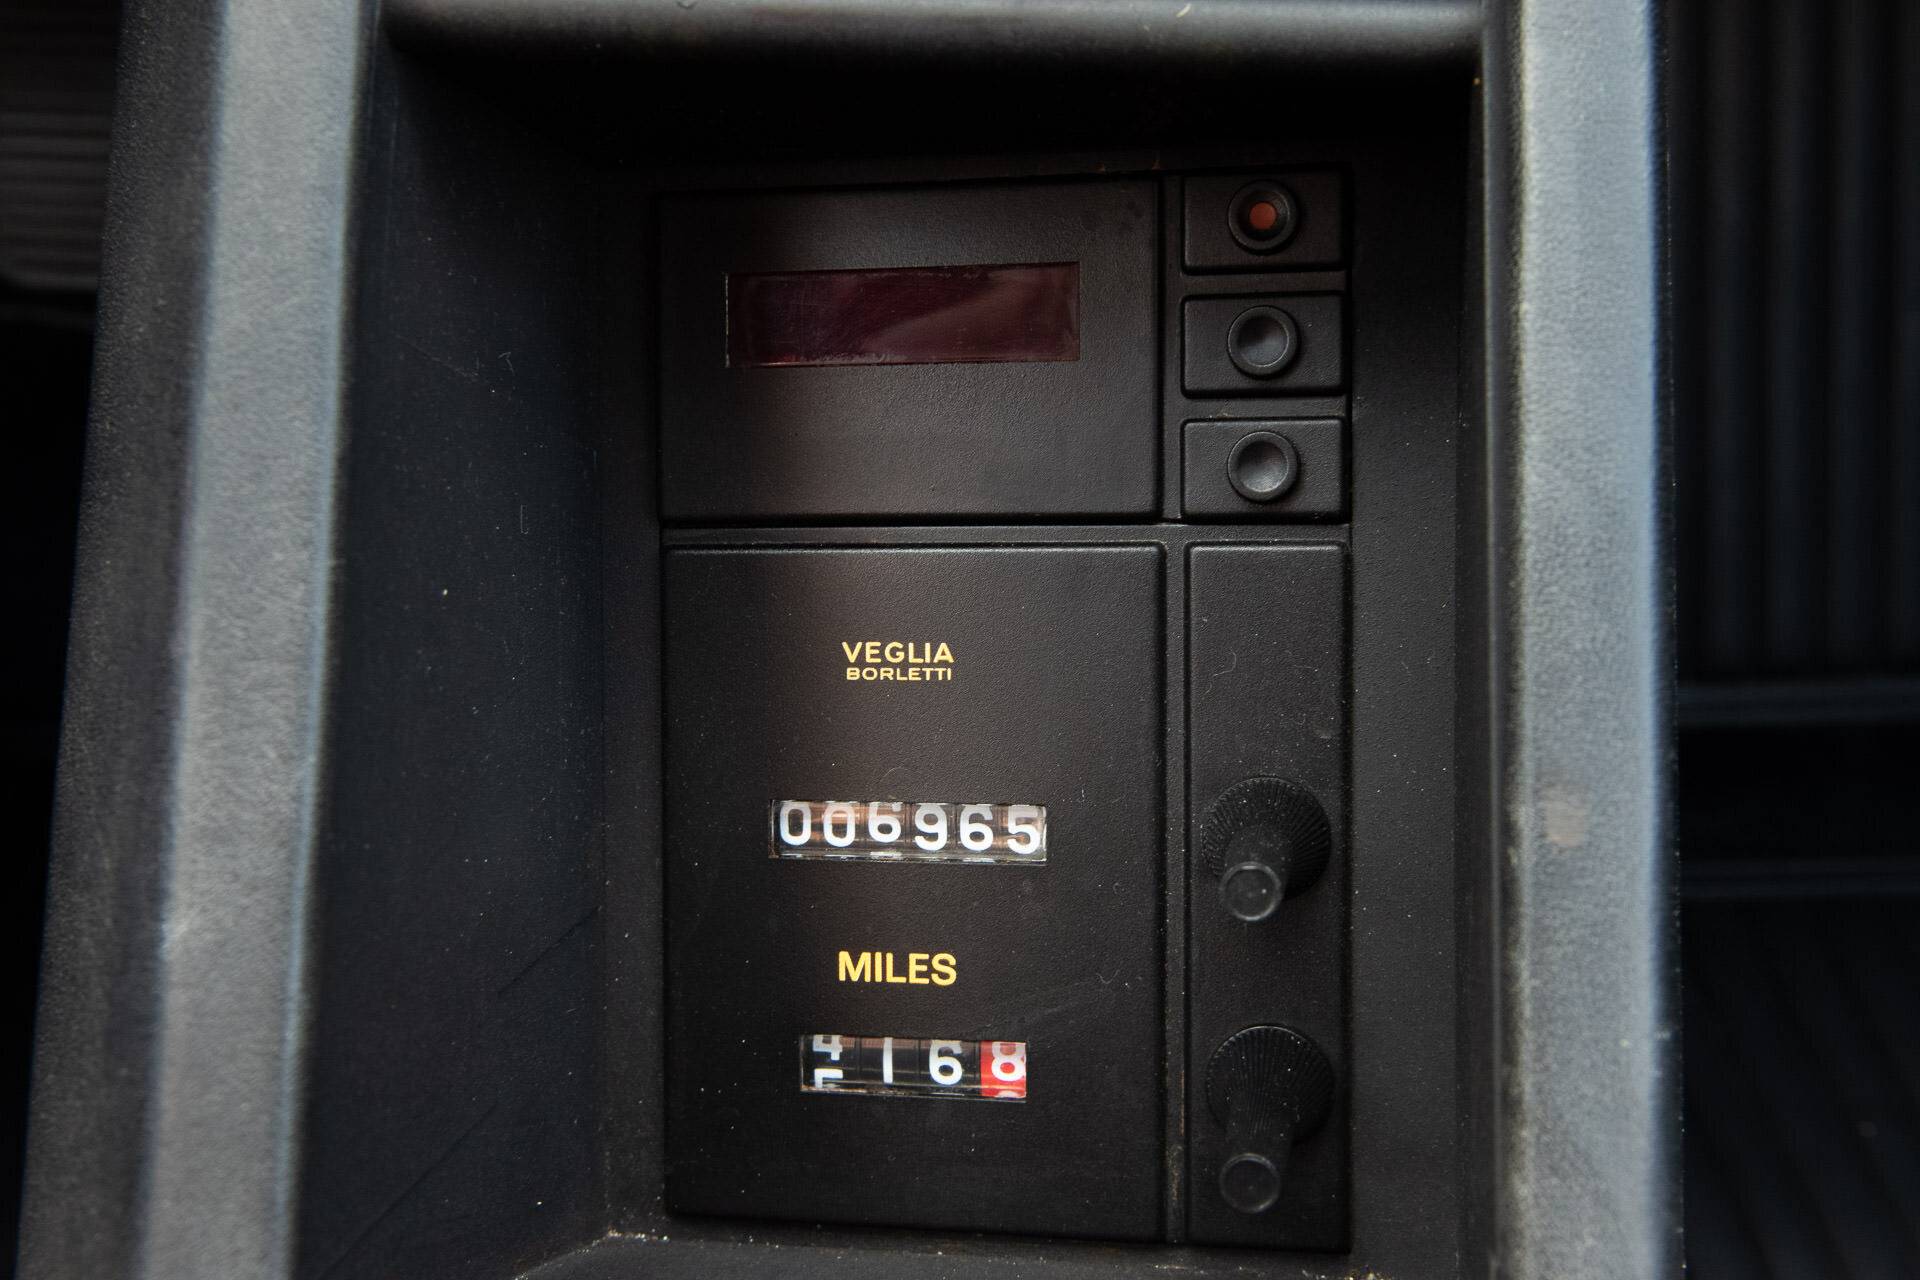 VEGLIA
BORLETTI
006965
MILES
168